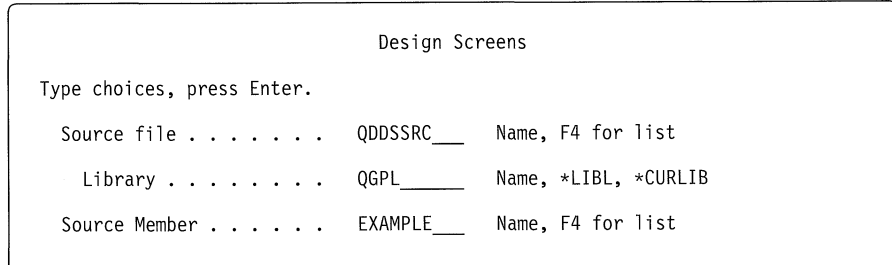 Design Screens
Type choices, press Enter.
Source file . . . . . . . QDDSSRC___ Name, F4 for list
Library . . . . . . . . QGPL______ Name, *LIBL, *CURLIB
Source Member . . . . . . EXAMPLE___ Name, F4 for list